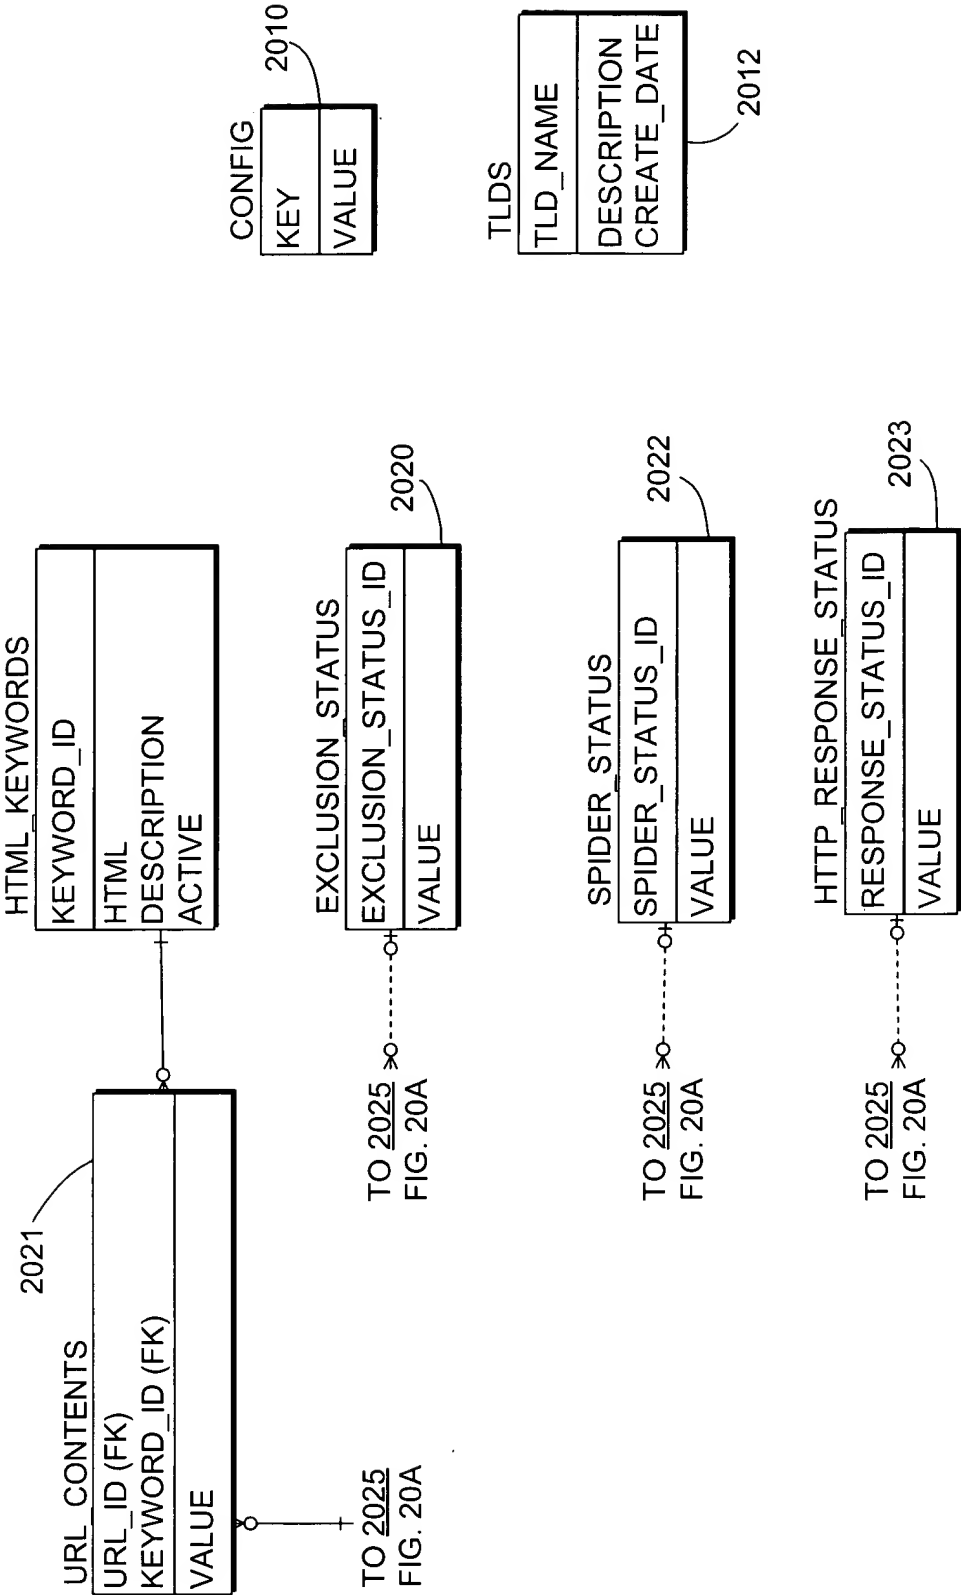 URL_CONTENTS
URL_ID (FK)
KEYWORD_ID (FK)
VALUE
2021
TO 2025
FIG. 20A
HTML_KEYWORDS
KEYWORD_ID
HTML
DESCRIPTION
ACTIVE
EXCLUSION_STATUS
EXCLUSION_STATUS_ID
VALUE
2020
TO 2025
FIG. 20A
SPIDER_STATUS
SPIDER_STATUS_ID
VALUE
2022
TO 2025
FIG. 20A
HTTP_RESPONSE_STATUS
RESPONSE_STATUS_ID
VALUE
2023
TO 2025
FIG. 20A
CONFIG
KEY
VALUE
2010
TLDS
TLD_NAME
DESCRIPTION
CREATE_DATE
2012